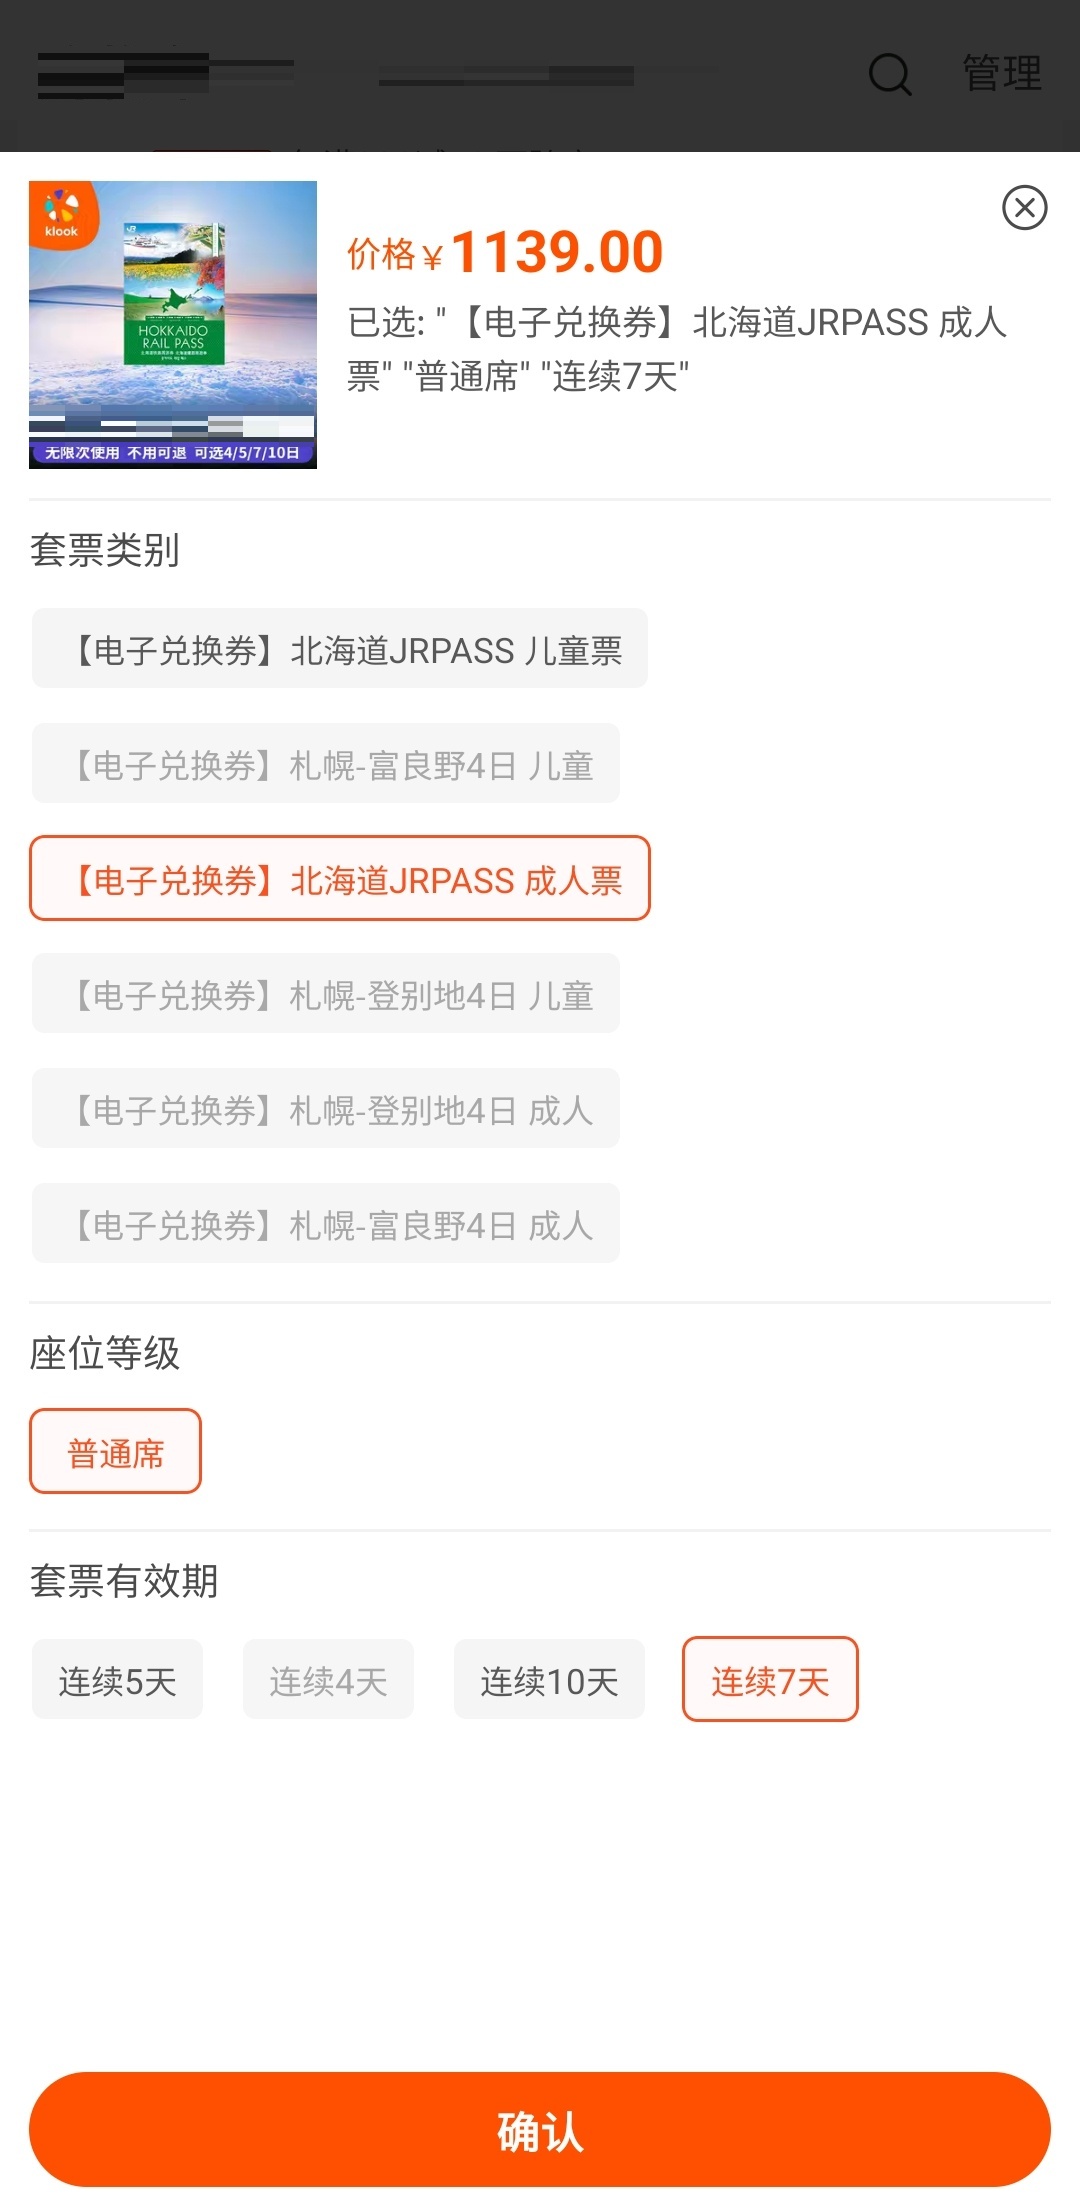 管理
klook
HOKKAIDO
RAIL PASS
无限次使用 不用可退 可选4/5/7/10日
价格￥1139.00
已选: "【电子兑换券】北海道JRPASS 成人
票" "普通席" "连续7天"
套票类别
【电子兑换券】北海道JRPASS 儿童票
【电子兑换券】札幌-富良野4日 儿童
【电子兑换券】北海道JRPASS 成人票
【电子兑换券】札幌-登别地4日 儿童
【电子兑换券】札幌-登别地4日 成人
【电子兑换券】札幌-富良野4日 成人
座位等级
普通席
套票有效期
连续5天 连续4天 连续10天 连续7天
确认